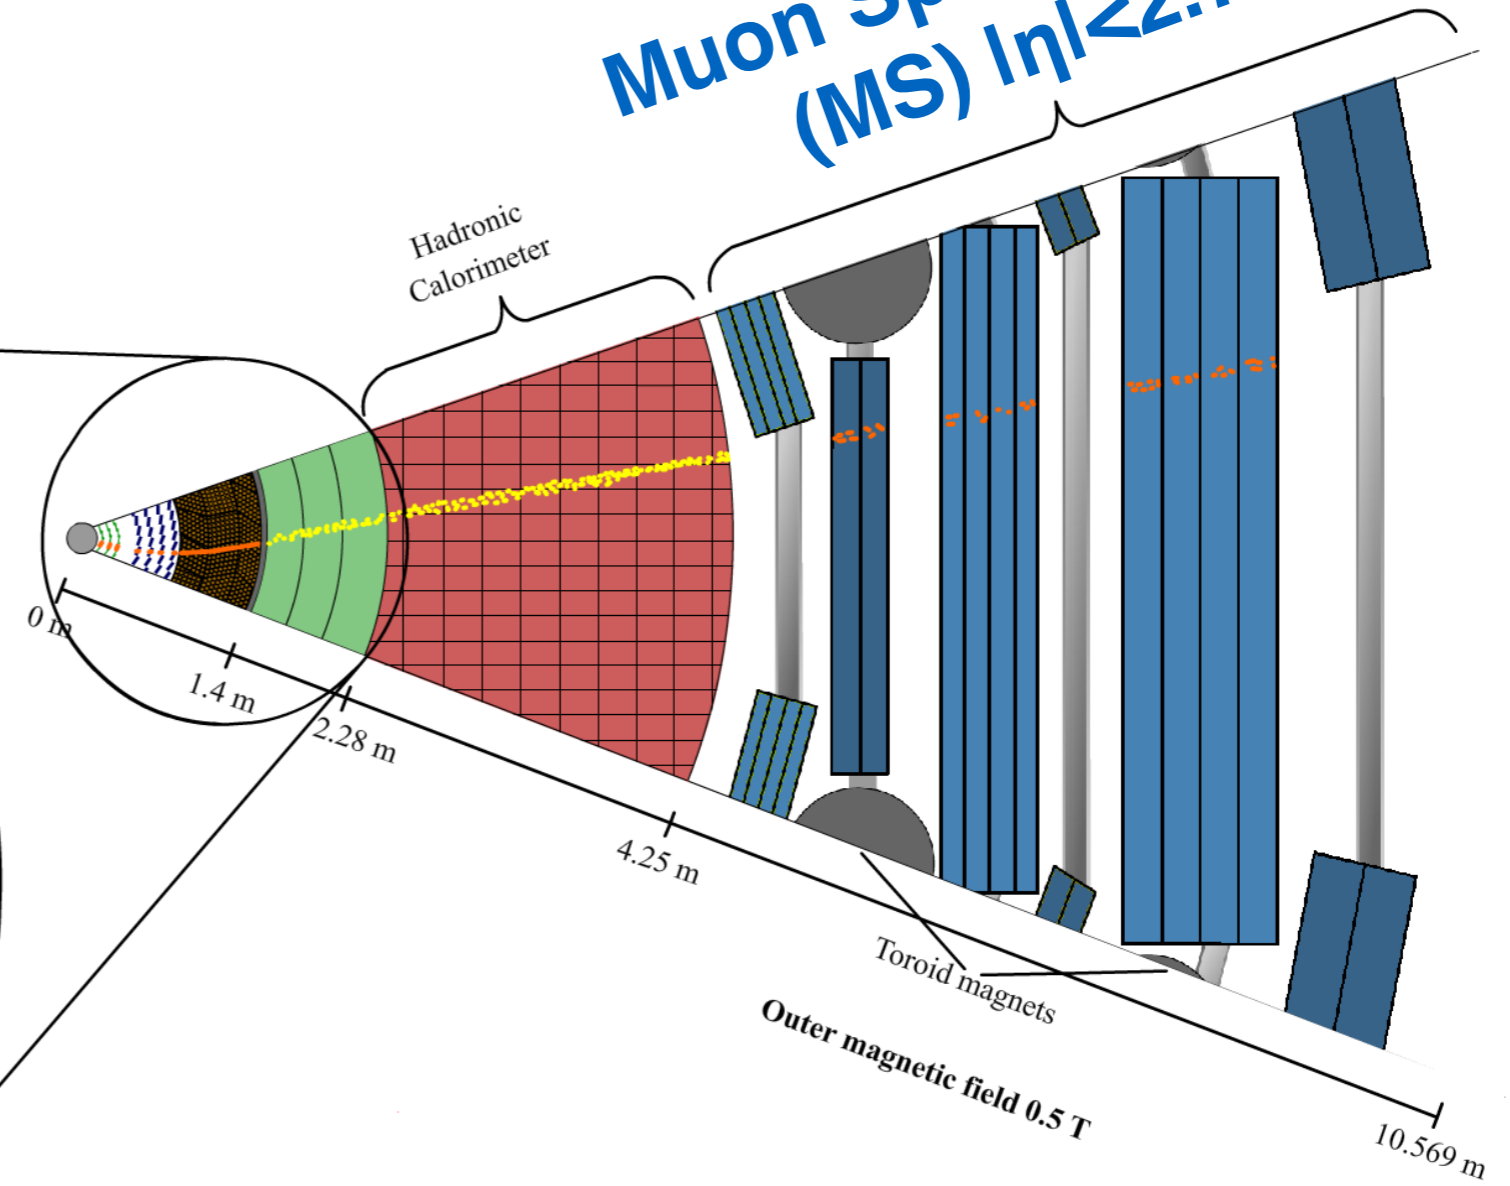 Muon
(MS) |η|<2.
Hadronic
Calorimeter
0 m
1.4 m
2.28 m
4.25 m
Toroid magnets
Outer magnetic field 0.5 T
10.569 m